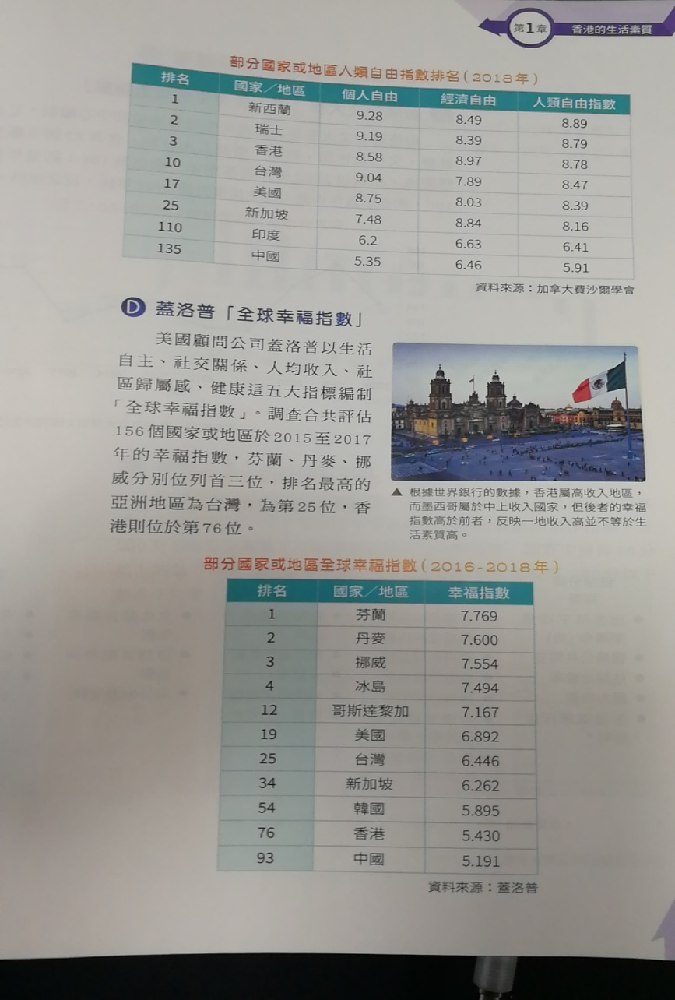 第1章 香港的生活素質
部分國家或地區人類自由指數排名(2018年)
排名 國家／地區 個人自由 經濟自由 人類自由指數
1 新西蘭 9.28 8.49 8.89
2 瑞士 9.19 8.39 8.79
3 香港 8.58 8.97 8.78
10 台灣 9.04 7.89 8.47
17 美國 8.75 8.03 8.39
25 新加坡 7.48 8.84 8.16
110 印度 6.2 6.63 6.41
135 中國 5.35 6.46 5.91
資料來源：加拿大費沙爾學會
D 蓋洛普「全球幸福指數」
美國顧問公司蓋洛普以生活
自主、社交關係、人均收入、社
區歸屬感、健康這五大指標編制
「全球幸福指數」。調查合共評估
156個國家或地區於2015至2017
年的幸福指數，芬蘭、丹麥、挪
威分別位列首三位，排名最高的
亞洲地區為台灣，為第25位，香
港則位於第76位。
▲ 根據世界銀行的數據，香港屬高收入地區，
而墨西哥屬於中上收入國家，但後者的幸福
指數高於前者，反映一地收入高並不等於生
活素質高。
部分國家或地區全球幸福指數(2016-2018年)
排名 國家／地區 幸福指數
1 芬蘭 7.769
2 丹麥 7.600
3 挪威 7.554
4 冰島 7.494
12 哥斯達黎加 7.167
19 美國 6.892
25 台灣 6.446
34 新加坡 6.262
54 韓國 5.895
76 香港 5.430
93 中國 5.191
資料來源：蓋洛普